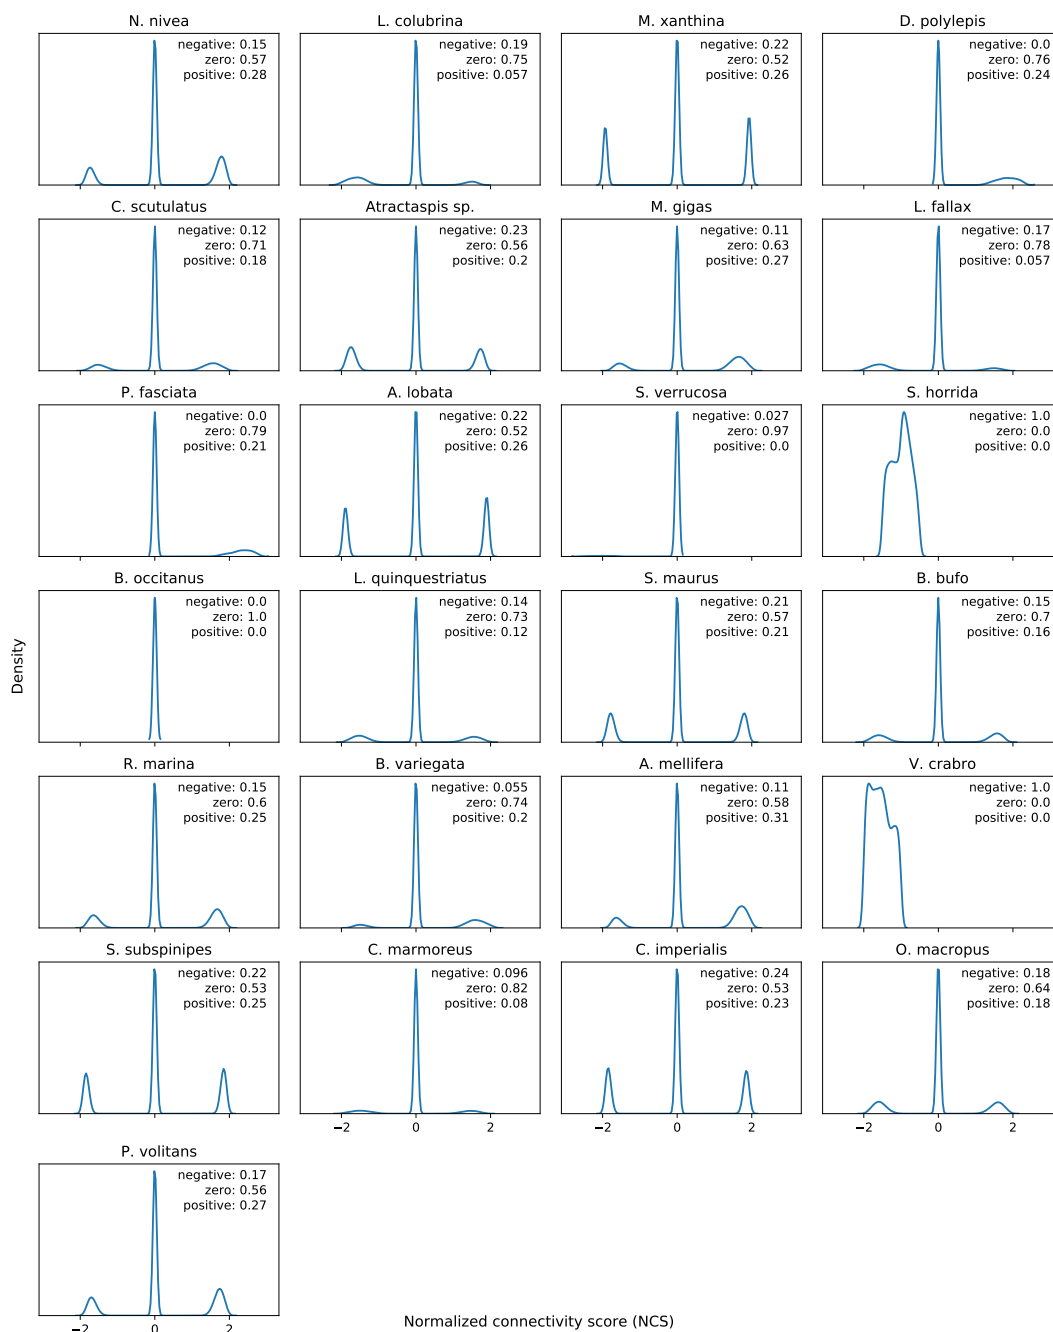 N. nivea
negative: 0.15
zero: 0.57
positive: 0.28
L. colubrina
negative: 0.19
zero: 0.75
positive: 0.057
M. xanthina
negative: 0.22
zero: 0.52
positive: 0.26
D. polylepis
negative: 0.0
zero: 0.76
positive: 0.24
−2
0
2
−2
0
2
C. scutulatus
negative: 0.12
zero: 0.71
positive: 0.18
Atractaspis sp.
negative: 0.23
zero: 0.56
positive: 0.2
M. gigas
negative: 0.11
zero: 0.63
positive: 0.27
L. fallax
negative: 0.17
zero: 0.78
positive: 0.057
P. fasciata
negative: 0.0
zero: 0.79
positive: 0.21
A. lobata
negative: 0.22
zero: 0.52
positive: 0.26
S. verrucosa
negative: 0.027
zero: 0.97
positive: 0.0
S. horrida
negative: 1.0
zero: 0.0
positive: 0.0
B. occitanus
negative: 0.0
zero: 1.0
positive: 0.0
L. quinquestriatus
negative: 0.14
zero: 0.73
positive: 0.12
S. maurus
negative: 0.21
zero: 0.57
positive: 0.21
B. bufo
negative: 0.15
zero: 0.7
positive: 0.16
Density
R. marina
negative: 0.15
zero: 0.6
positive: 0.25
B. variegata
negative: 0.055
zero: 0.74
positive: 0.2
A. mellifera
negative: 0.11
zero: 0.58
positive: 0.31
V. crabro
negative: 1.0
zero: 0.0
positive: 0.0
S. subspinipes
negative: 0.22
zero: 0.53
positive: 0.25
C. marmoreus
negative: 0.096
zero: 0.82
positive: 0.08
−2
0
2
C. imperialis
negative: 0.24
zero: 0.53
positive: 0.23
−2
0
2
O. macropus
negative: 0.18
zero: 0.64
positive: 0.18
−2
0
2
P. volitans
negative: 0.17
zero: 0.56
positive: 0.27
−2
0
2
Normalized connectivity score (NCS)